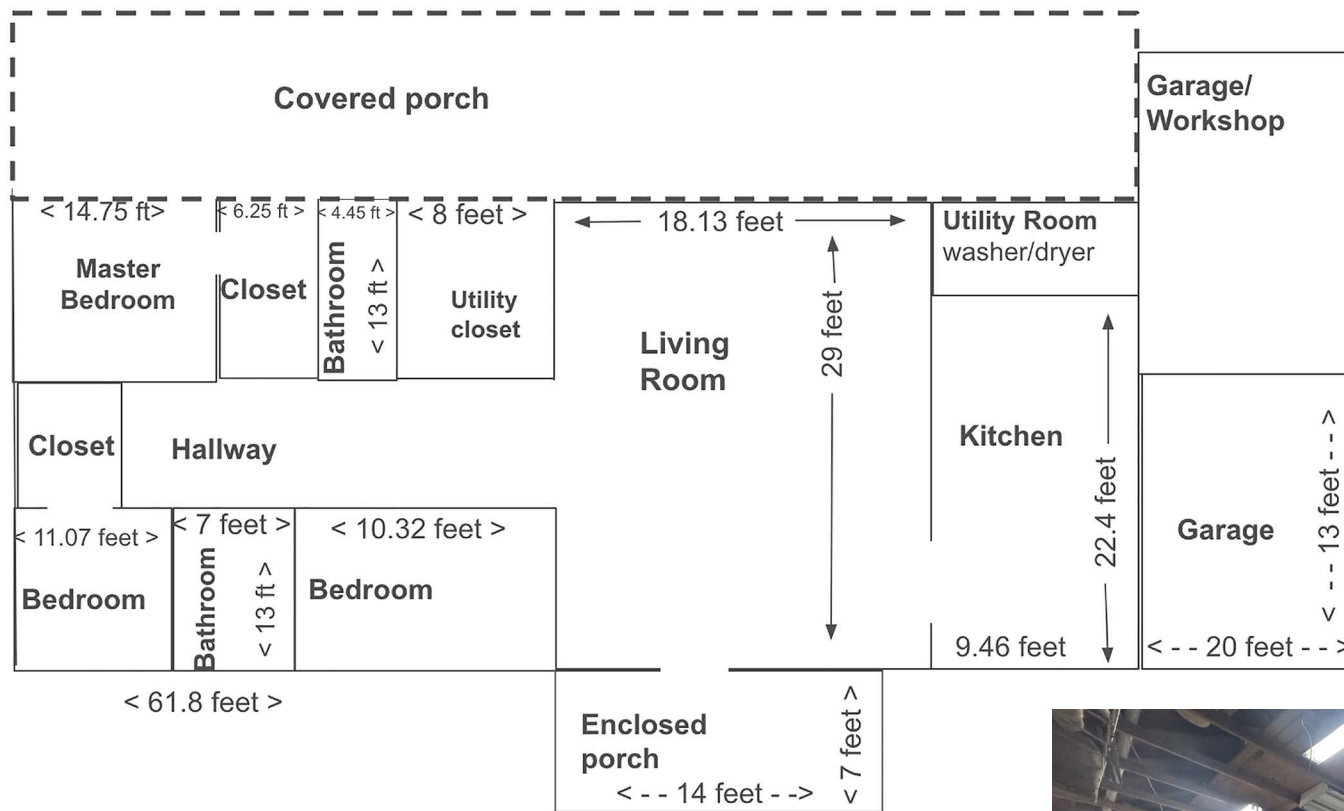 Covered porch
Garage/
Workshop
< 14.75 ft>
< 6.25 ft >
< 4.45 ft >
< 8 feet >
18.13 feet
Utility Room
washer/dryer
Master
Bedroom
Closet
Bathroom
< 13 ft >
Utility
closet
Living
Room
29 feet
Closet
Hallway
Kitchen
22.4 feet
< 11.07 feet >
< 7 feet >
< 10.32 feet >
Bedroom
Bathroom
< 13 ft >
Bedroom
9.46 feet
Garage
< - - 13 feet - - >
< - - 20 feet - - >
< 61.8 feet >
Enclosed
porch
< 7 feet >
< - - 14 feet - ->